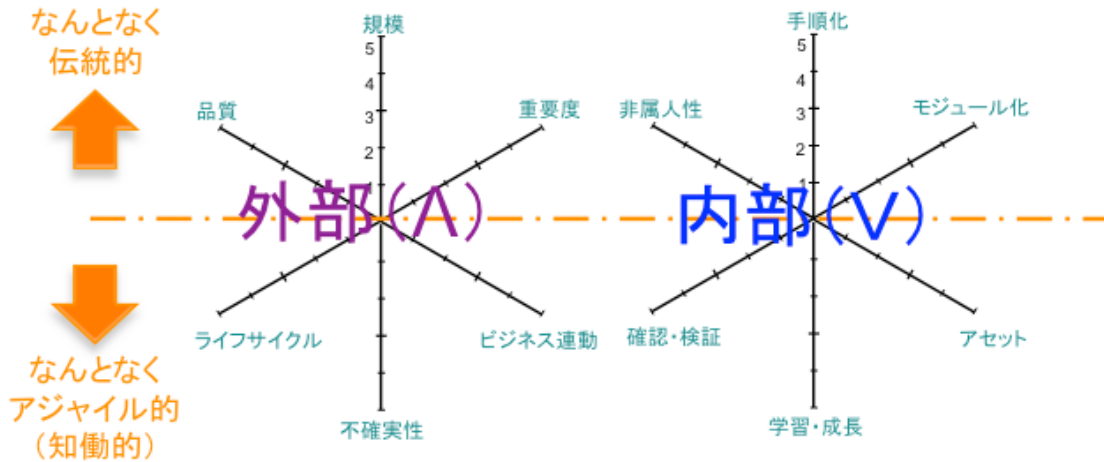 なんとなく
伝統的
規模
5
4
3
2
1
品質
重要度
外部(Λ)
ライフサイクル
ビジネス連動
不確実性
手順化
5
4
3
2
1
非属人性
モジュール化
内部(V)
確認・検証
アセット
学習・成長
なんとなく
アジャイル的
(知働的)